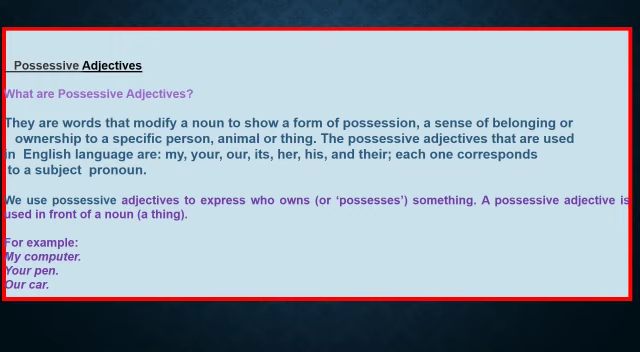 Possessive Adjectives
What are Possessive Adjectives?
They are words that modify a noun to show a form of possession, a sense of belonging or
ownership to a specific person, animal or thing. The possessive adjectives that are used
in English language are: my, your, our, its, her, his, and their; each one corresponds
to a subject pronoun.
We use possessive adjectives to express who owns (or ‘possesses’) something. A possessive adjective is
used in front of a noun (a thing).
For example:
My computer.
Your pen.
Our car.